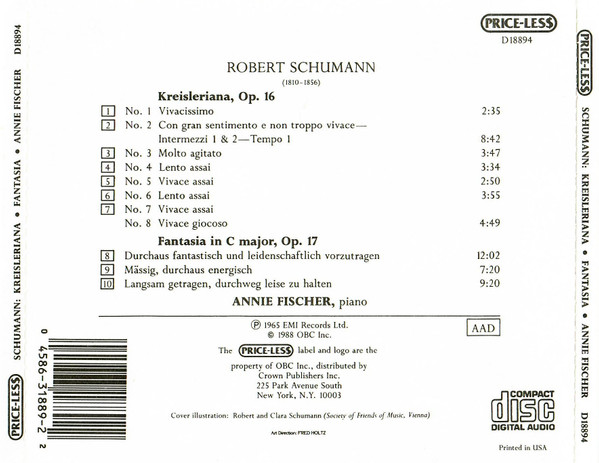 PRICE-LESS
D18894
ROBERT SCHUMANN
(1810–1856)
Kreisleriana, Op. 16
1 No. 1 Vivacissimo 2:35
2 No. 2 Con gran sentimento e non troppo vivace—
Intermezzi 1 & 2—Tempo 1 8:42
3 No. 3 Molto agitato 3:47
4 No. 4 Lento assai 3:34
5 No. 5 Vivace assai 2:50
6 No. 6 Lento assai 3:55
7 No. 7 Vivace assai
No. 8 Vivace giocoso 4:49
Fantasia in C major, Op. 17
8 Durchaus fantastisch und leidenschaftlich vorzutragen 12:02
9 Mässig, durchaus energisch 7:20
10 Langsam getragen, durchweg leise zu halten 9:20
ANNIE FISCHER, piano
℗ 1965 EMI Records Ltd.
© 1988 OBC Inc.
AAD
The PRICE-LESS label and logo are the
property of OBC Inc., distributed by
Crown Publishers Inc.
225 Park Avenue South
New York, N.Y. 10003
Cover illustration: Robert and Clara Schumann (Society of Friends of Music, Vienna)
Art Direction: FRED HOLTZ
COMPACT
disc
DIGITAL AUDIO
Printed in USA
0 4586-31889-2 2
PRICE-LESS SCHUMANN: KREISLERIANA • FANTASIA • ANNIE FISCHER D18894
PRICE-LESS SCHUMANN: KREISLERIANA • FANTASIA • ANNIE FISCHER D18894